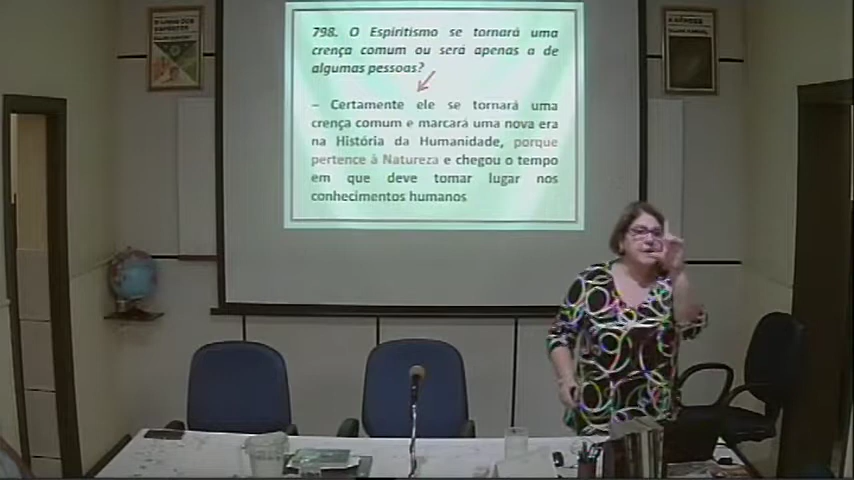 798. O Espiritismo se tornará uma
crença comum ou será apenas a de
algumas pessoas?
– Certamente ele se tornará uma
crença comum e marcará uma nova era
na História da Humanidade, porque
pertence à Natureza e chegou o tempo
em que deve tomar lugar nos
conhecimentos humanos